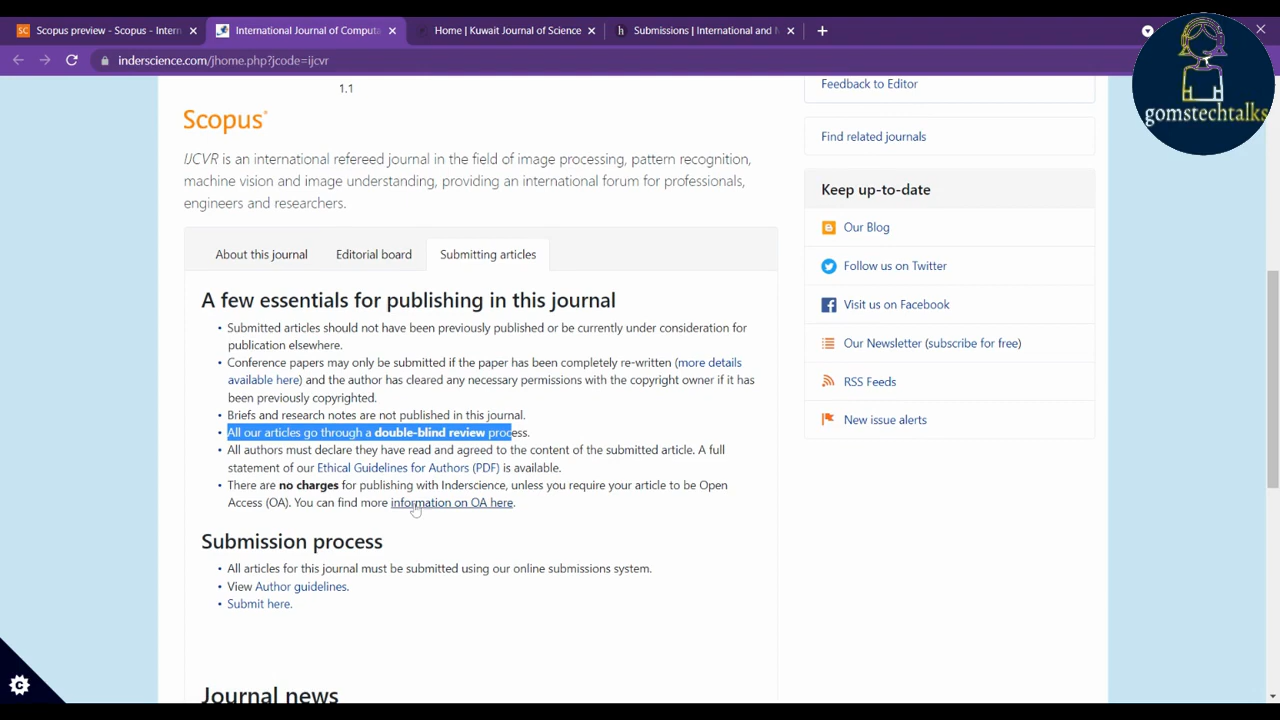 Scopus preview - Scopus - Intern
International Journal of Computa
Home | Kuwait Journal of Science
Submissions | International and M
inderscience.com/jhome.php?jcode=ijcvr
gomstechtalks
1.1
Scopus®
IJCVR is an international refereed journal in the field of image processing, pattern recognition,
machine vision and image understanding, providing an international forum for professionals,
engineers and researchers.
About this journal
Editorial board
Submitting articles
A few essentials for publishing in this journal
• Submitted articles should not have been previously published or be currently under consideration for
publication elsewhere.
• Conference papers may only be submitted if the paper has been completely re-written (more details
available here) and the author has cleared any necessary permissions with the copyright owner if it has
been previously copyrighted.
• Briefs and research notes are not published in this journal.
• All our articles go through a double-blind review process.
• All authors must declare they have read and agreed to the content of the submitted article. A full
statement of our Ethical Guidelines for Authors (PDF) is available.
• There are no charges for publishing with Inderscience, unless you require your article to be Open
Access (OA). You can find more information on OA here.
Submission process
• All articles for this journal must be submitted using our online submissions system.
• View Author guidelines.
• Submit here.
Journal news
Feedback to Editor
Find related journals
Keep up-to-date
Our Blog
Follow us on Twitter
Visit us on Facebook
Our Newsletter (subscribe for free)
RSS Feeds
New issue alerts